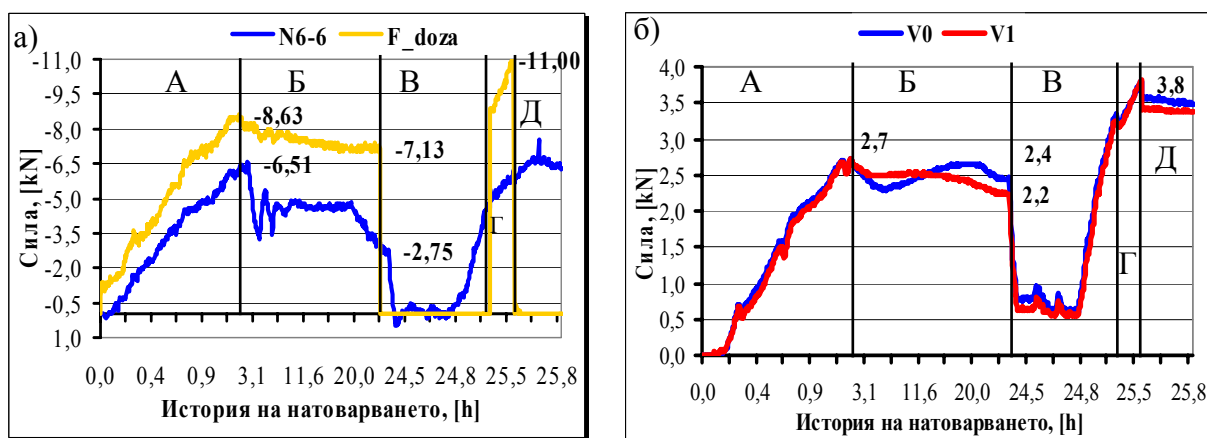 а)
N6-6 F_doza
-11,0
-9,5
-8,0
-6,5
-5,0
-3,5
-2,0
-0,5
1,0
Сила, [kN]
А Б В
Г
Д
-11,00
-8,63
-6,51
-7,13
-2,75
0,0 0,4 0,9 3,1 11,6 20,0 24,5 24,8 25,5 25,8
История на натоварването, [h]
б)
V0 V1
4,0
3,5
3,0
2,5
2,0
1,5
1,0
0,5
0,0
Сила, [kN]
А Б В
Г
Д
3,8
2,7
2,4
2,2
0,0 0,4 0,9 3,1 11,6 20,0 24,5 24,8 25,5 25,8
История на натоварването, [h]